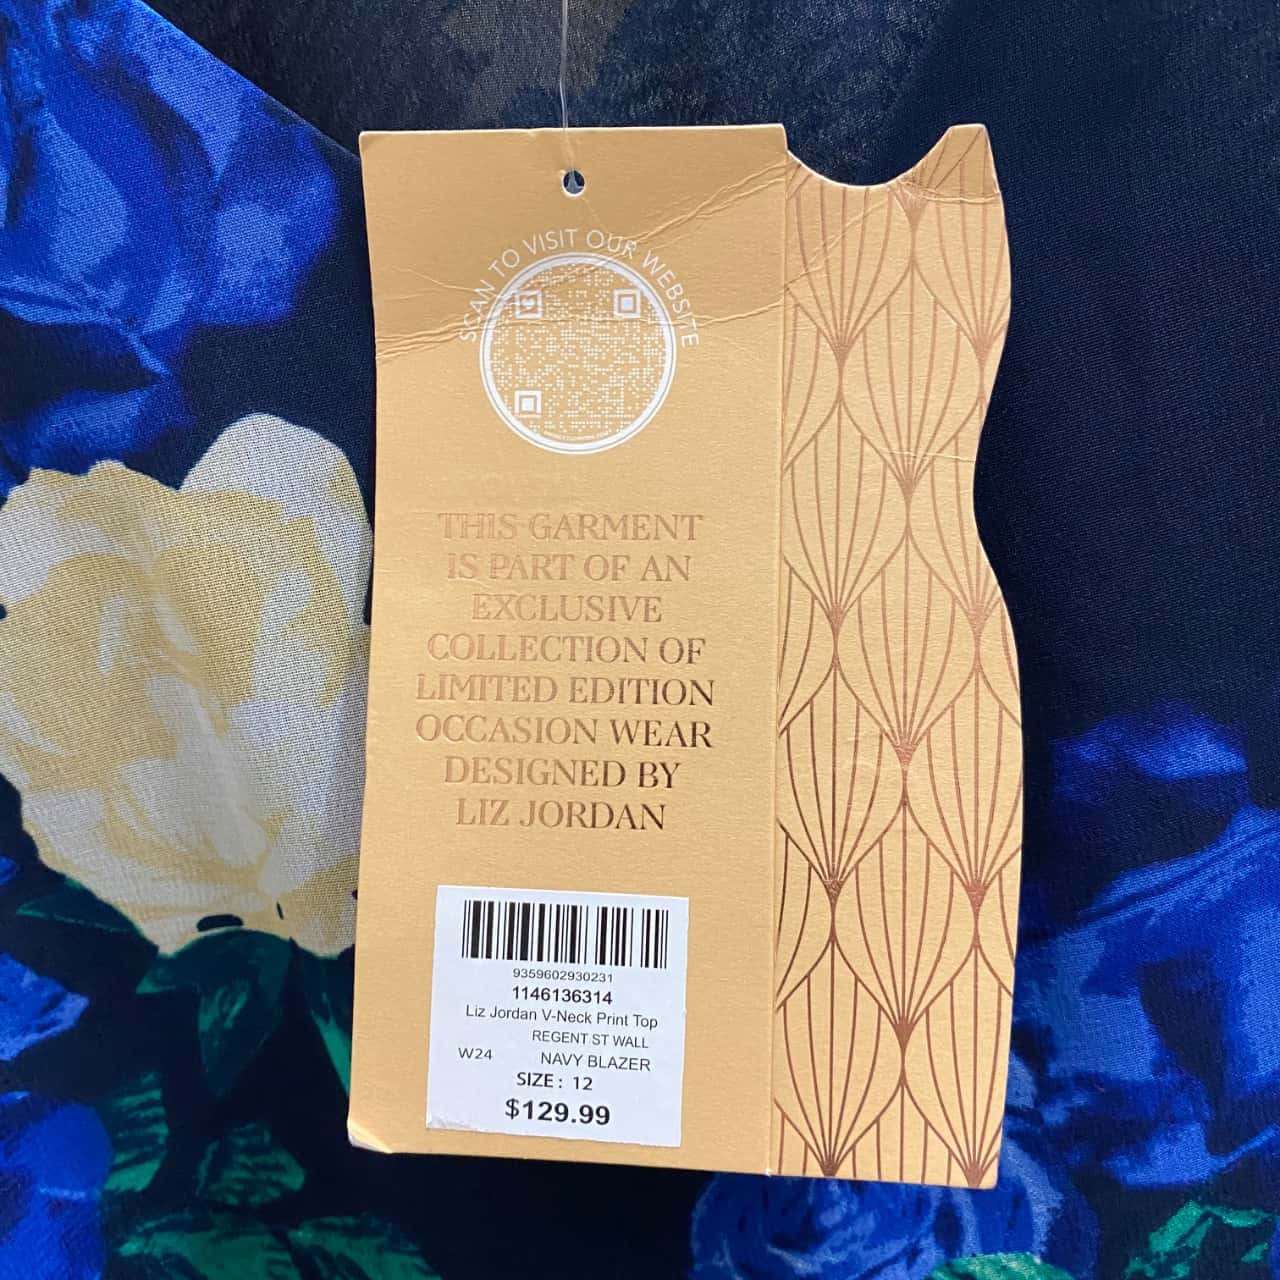 SCAN TO VISIT OUR WEBSITE
THIS GARMENT
IS PART OF AN
EXCLUSIVE
COLLECTION OF
LIMITED EDITION
OCCASION WEAR
DESIGNED BY
LIZ JORDAN
9359602930231
1146136314
Liz Jordan V-Neck Print Top
REGENT ST WALL
W24 NAVY BLAZER
SIZE: 12
$129.99